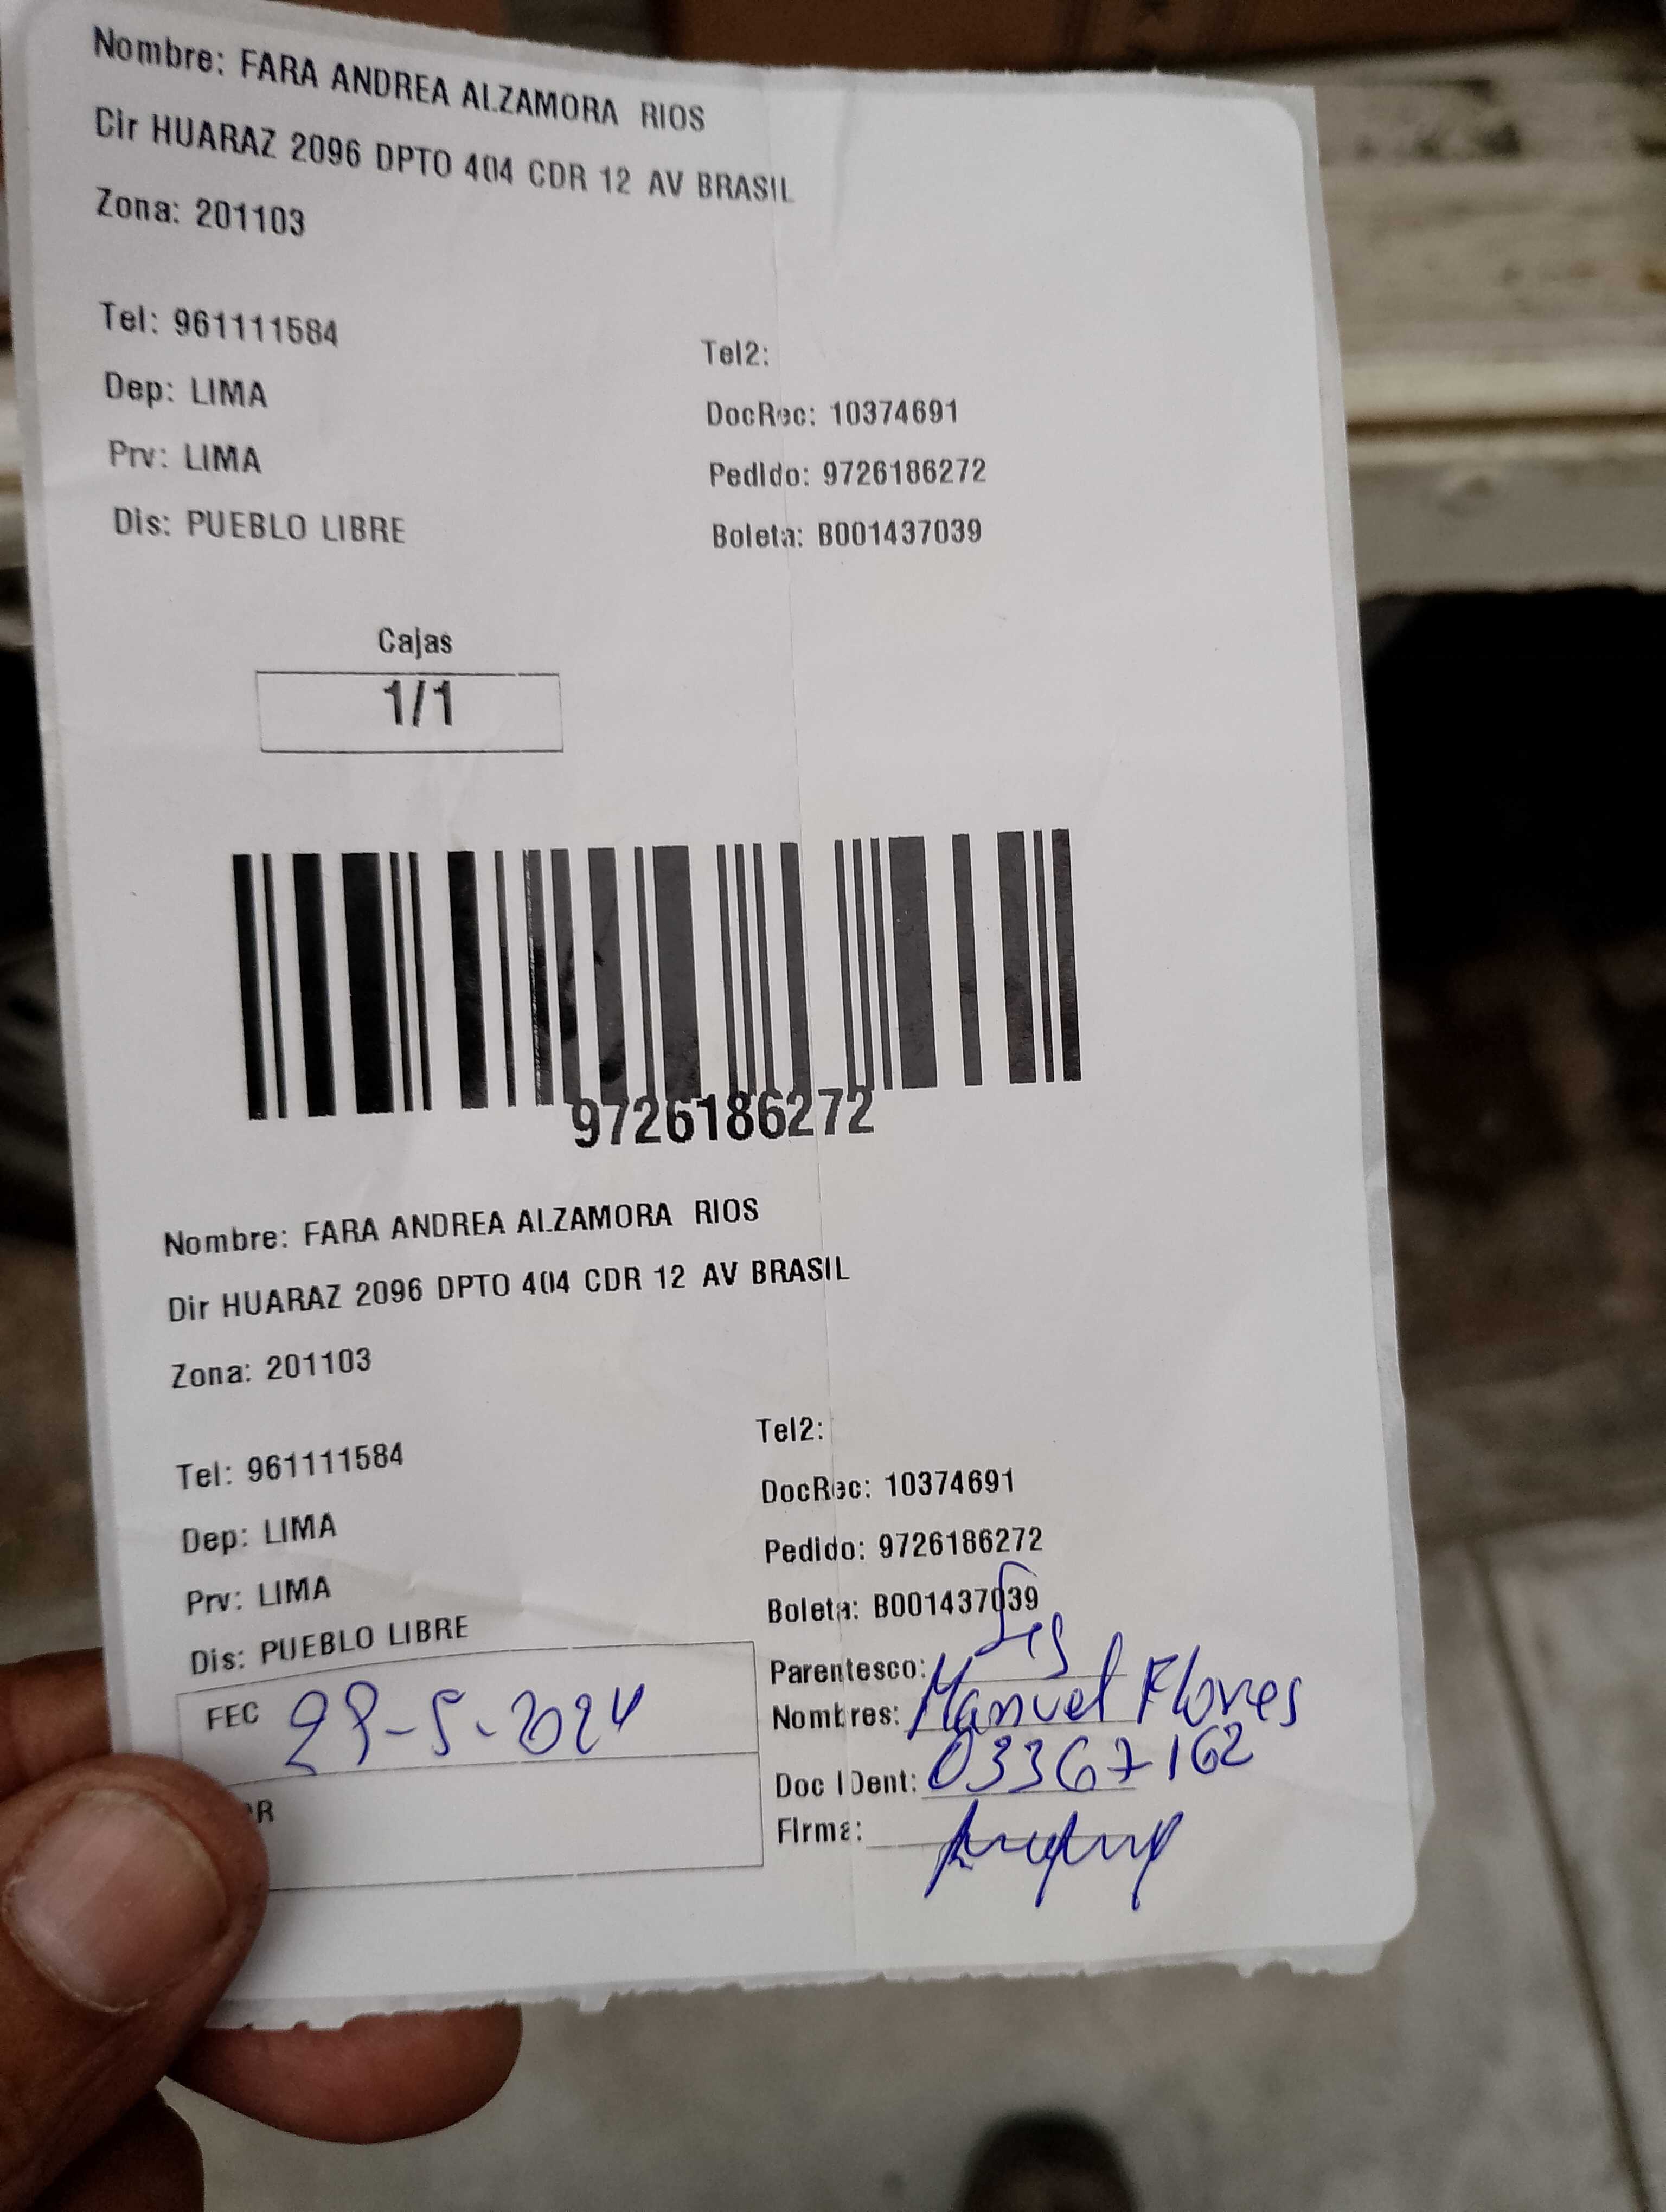 Nombre: FARA ANDREA ALZAMORA RIOS
Dir HUARAZ 2096 DPTO 404 CDR 12 AV BRASIL
Zona: 201103
Tel: 961111584
Tel2:
Dep: LIMA
DocRec: 10374691
Prv: LIMA
Pedido: 9726186272
Dis: PUEBLO LIBRE
Boleta: B001437039
Cajas
1/1
9726186272
Nombre: FARA ANDREA ALZAMORA RIOS
Dir HUARAZ 2096 DPTO 404 CDR 12 AV BRASIL
Zona: 201103
Tel: 961111584
Tel2:
Dep: LIMA
DocRec: 10374691
Prv: LIMA
Pedido: 9726186272
Dis: PUEBLO LIBRE
Boleta: B001437039
Parentesco:
FEC 29-5-2024
Nombres: Manuel Flores
Doc IDent: 03367162
Firma: